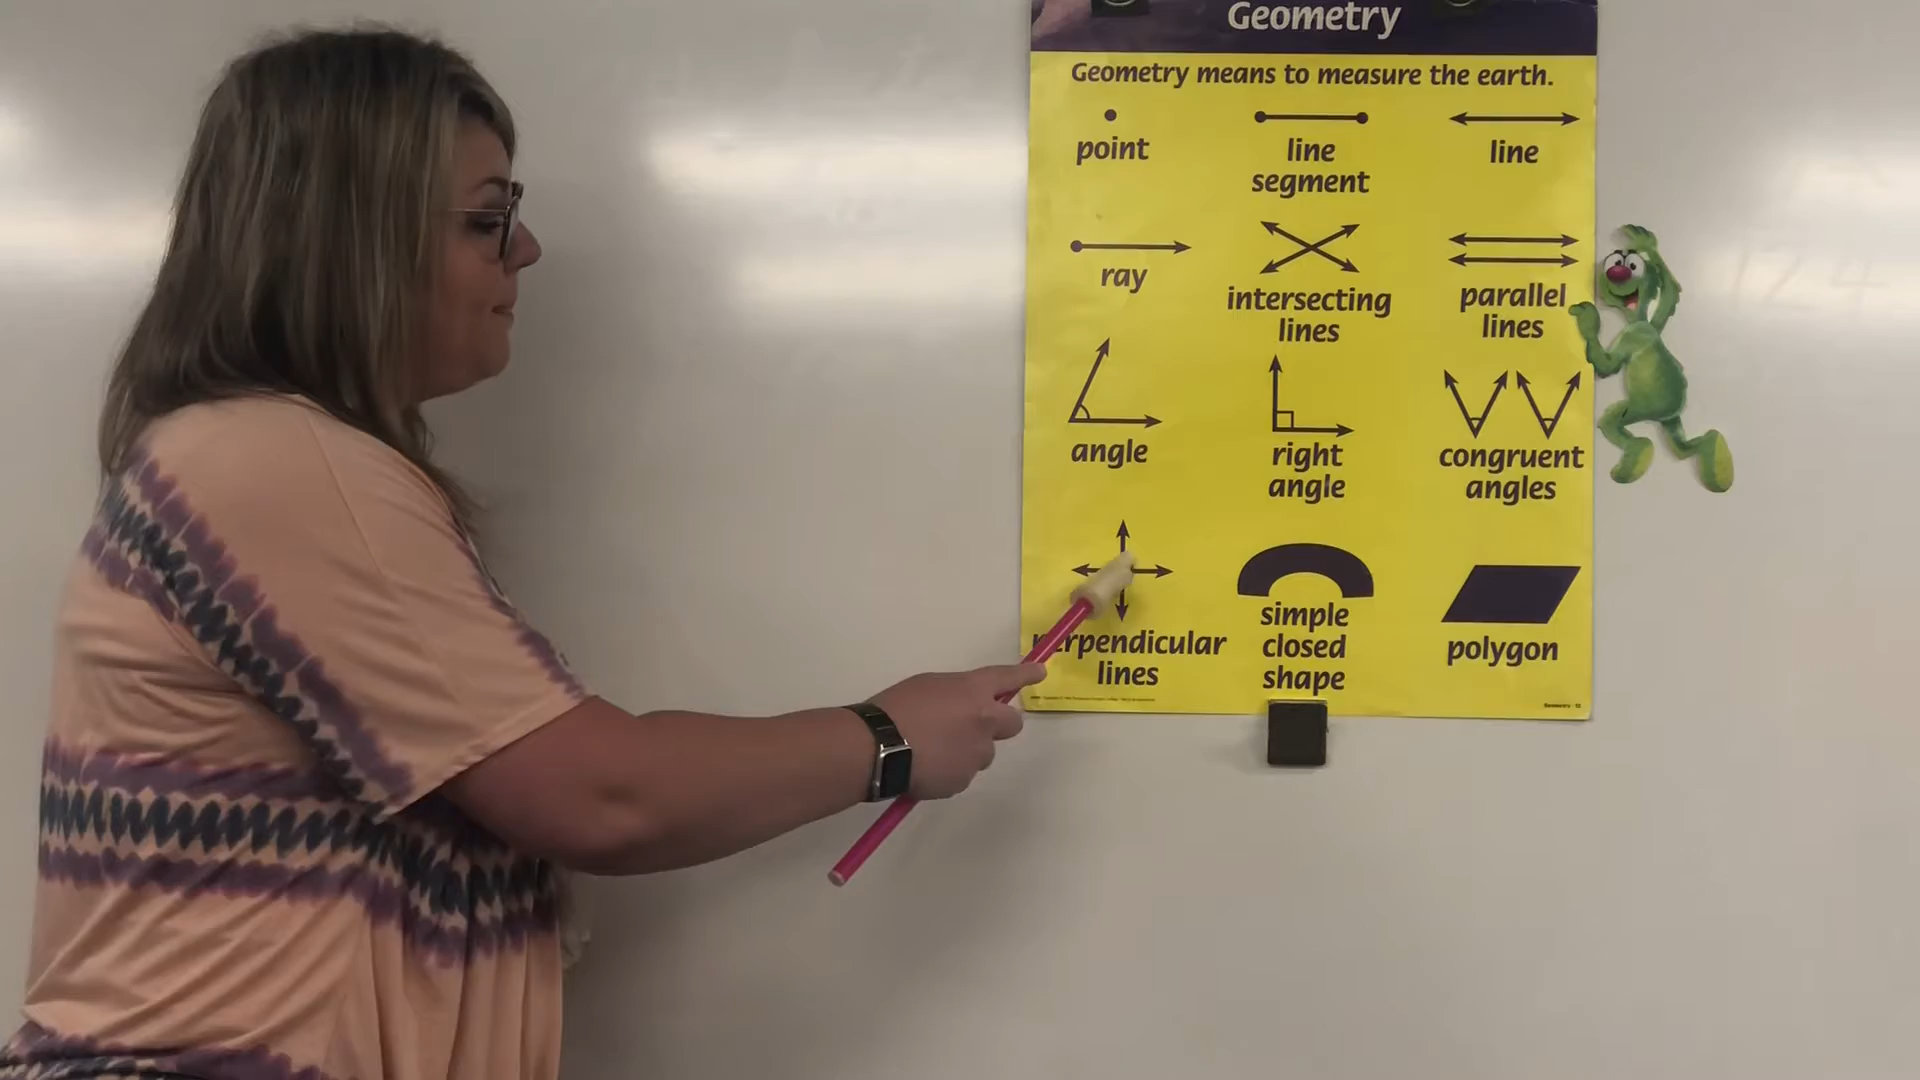 Geometry
Geometry means to measure the earth.
point
line
segment
line
ray
intersecting
lines
parallel
lines
angle
right
angle
congruent
angles
perpendicular
lines
simple
closed
shape
polygon